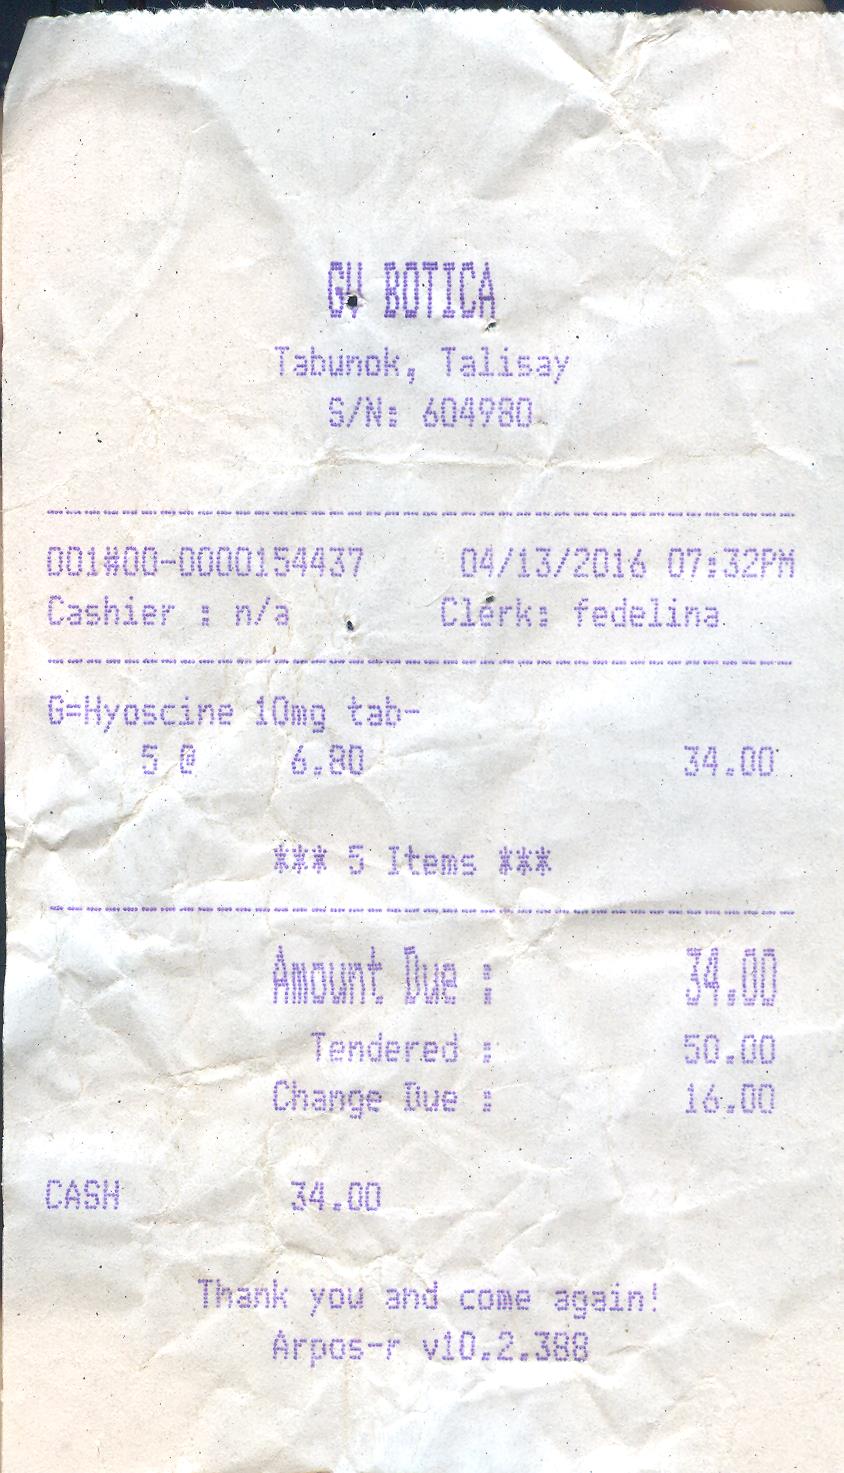 GV BOTICA
Tabunok, Talisay
S/N: 604980
001#00-0000154437 04/13/2016 07:32PM
Cashier : n/a Clerk: fedelina
G=Hyoscine 10mg tab-
5 @ 6.80 34.00
*** 5 Items ***
Amount Due : 34.00
Tendered : 50.00
Change Due : 16.00
CASH 34.00
Thank you and come again!
Arpos-r v10.2.388